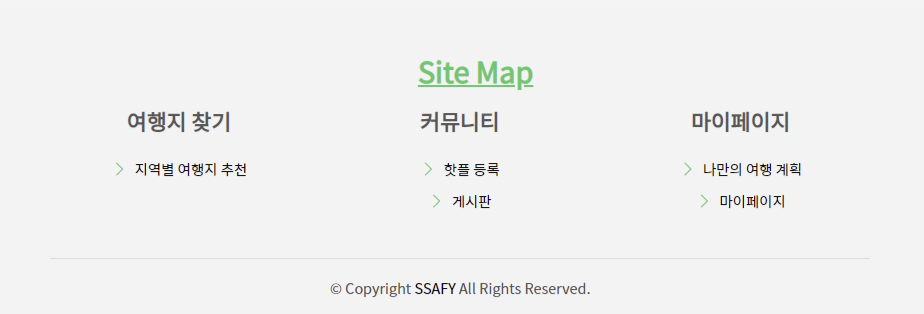 Site Map
여행지 찾기
지역별 여행지 추천
커뮤니티
핫플 등록
게시판
마이페이지
나만의 여행 계획
마이페이지
© Copyright SSAFY All Rights Reserved.